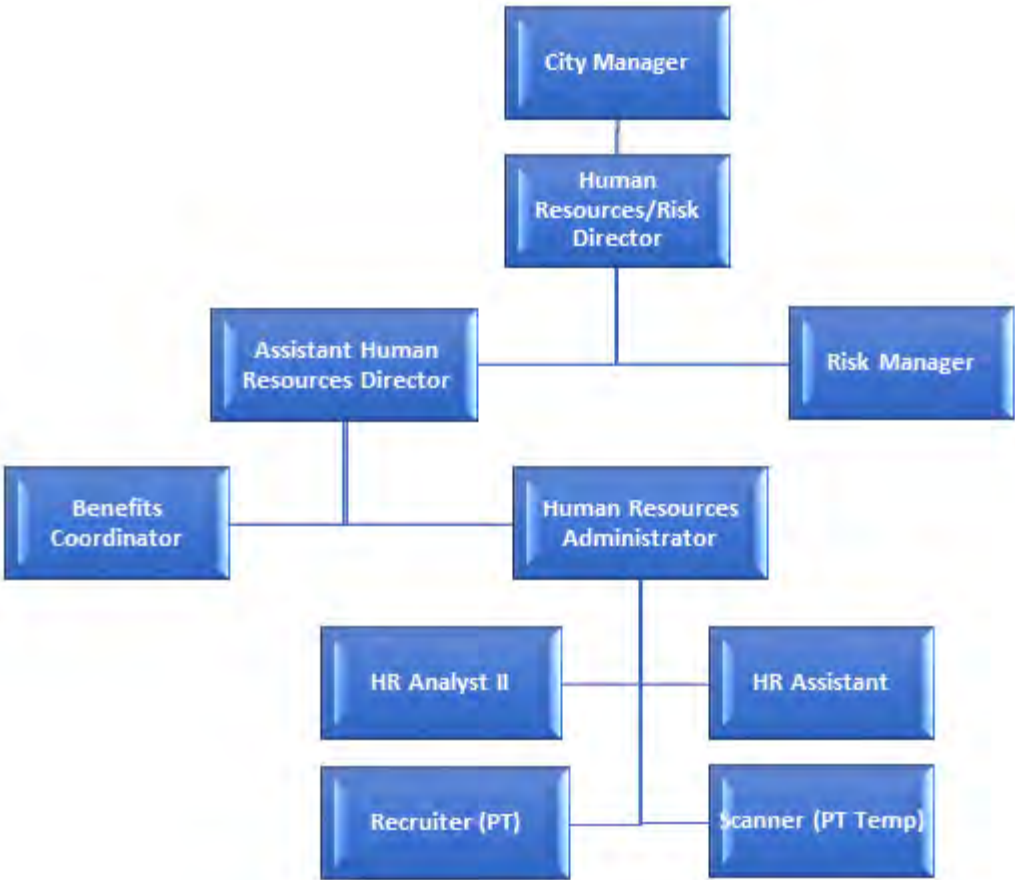 City Manager
Human
Resources/Risk
Director
Assistant Human
Resources Director
Risk Manager
Benefits
Coordinator
Human Resources
Administrator
HR Analyst II
HR Assistant
Recruiter (PT)
Scanner (PT Temp)